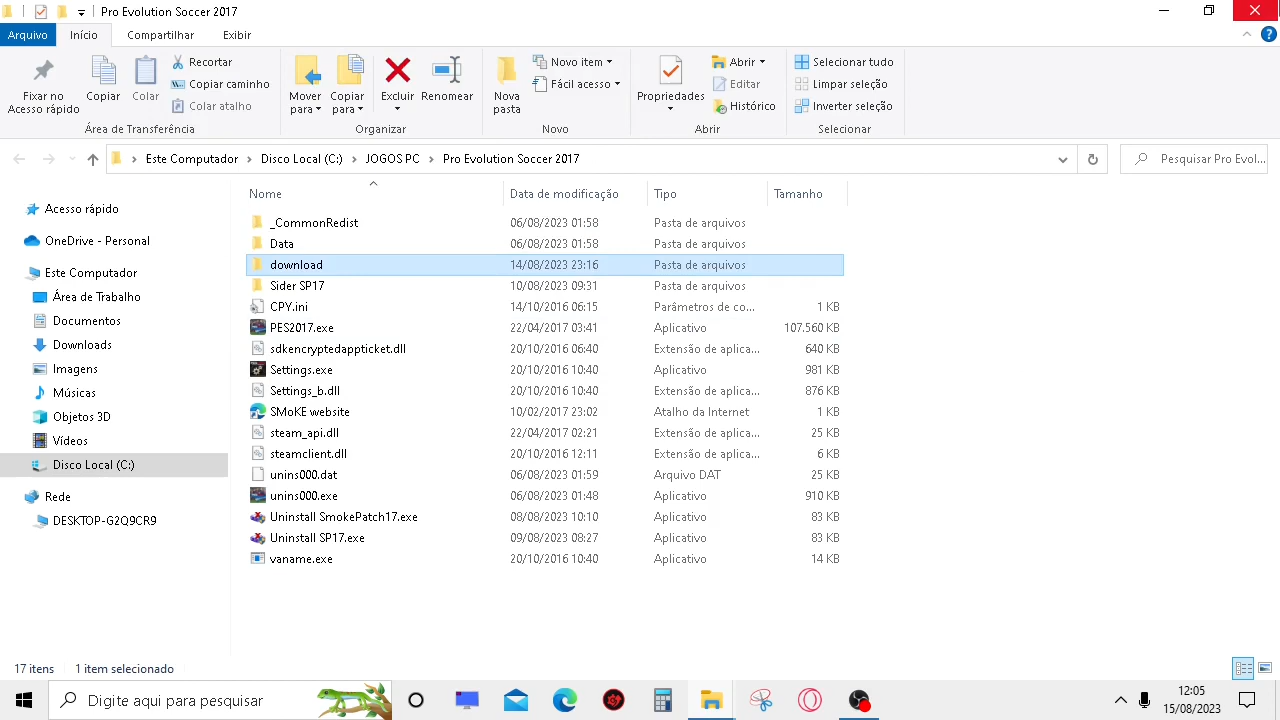 Pro Evolution Soccer 2017
Arquivo Início Compartilhar Exibir
Fixar no Acesso rápido
Copiar
Colar
Recortar
Copiar caminho
Colar atalho
Área de Transferência
Mover para
Copiar para
Excluir
Renomear
Organizar
Nova pasta
Novo item
Fácil acesso
Novo
Propriedades
Abrir
Editar
Histórico
Abrir
Selecionar tudo
Limpar seleção
Inverter seleção
Selecionar
Este Computador > Disco Local (C:) > JOGOS PC > Pro Evolution Soccer 2017
Pesquisar Pro Evol...
Acesso rápido
OneDrive - Personal
Este Computador
Área de Trabalho
Documentos
Downloads
Imagens
Músicas
Objetos 3D
Vídeos
Disco Local (C:)
Rede
DESKTOP-G2Q9CR9
Nome Data de modificação Tipo Tamanho
_CommonRedist 06/08/2023 01:58 Pasta de arquivos
Data 06/08/2023 01:58 Pasta de arquivos
download 14/08/2023 23:16 Pasta de arquivos
Sider SP17 10/08/2023 09:31 Pasta de arquivos
CPY.ini 14/10/2016 06:15 Parâmetros de co... 1 KB
PES2017.exe 22/04/2017 03:41 Aplicativo 107.560 KB
sdkencryptedappticket.dll 20/10/2016 06:40 Extensão de aplica... 640 KB
Settings.exe 20/10/2016 10:40 Aplicativo 981 KB
Settings_b.dll 20/10/2016 10:40 Extensão de aplica... 876 KB
SMoKE website 10/02/2017 23:02 Atalho da Internet 1 KB
steam_api.dll 22/04/2017 02:21 Extensão de aplica... 25 KB
steamclient.dll 20/10/2016 12:11 Extensão de aplica... 6 KB
unins000.dat 06/08/2023 01:59 Arquivo DAT 25 KB
unins000.exe 06/08/2023 01:48 Aplicativo 910 KB
Uninstall SmokePatch17.exe 08/08/2023 10:10 Aplicativo 83 KB
Uninstall SP17.exe 09/08/2023 08:27 Aplicativo 83 KB
vaname.exe 20/10/2016 10:40 Aplicativo 14 KB
17 itens 1 item selecionado
Digite aqui para pesquisar
12:05
15/08/2023